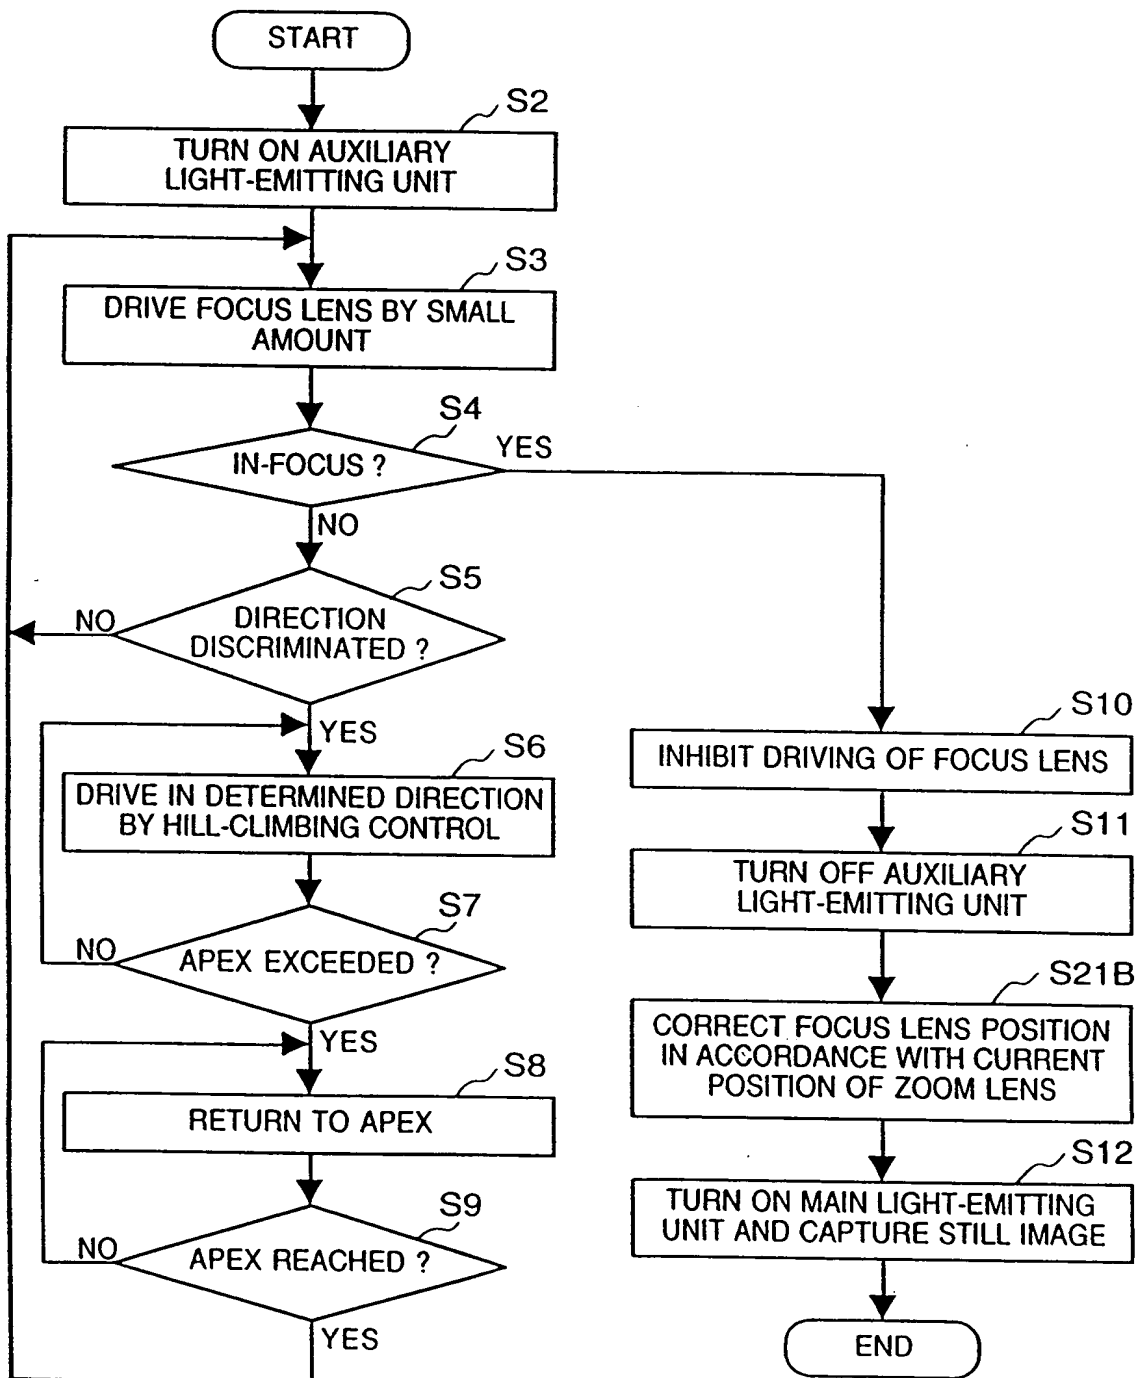 START
S2
TURN ON AUXILIARY
LIGHT-EMITTING UNIT
S3
DRIVE FOCUS LENS BY SMALL
AMOUNT
S4
IN-FOCUS ?
YES
NO
S5
DIRECTION
DISCRIMINATED ?
NO
YES
S6
DRIVE IN DETERMINED DIRECTION
BY HILL-CLIMBING CONTROL
S7
APEX EXCEEDED ?
NO
YES
S8
RETURN TO APEX
S9
APEX REACHED ?
NO
YES
S10
INHIBIT DRIVING OF FOCUS LENS
S11
TURN OFF AUXILIARY
LIGHT-EMITTING UNIT
S21B
CORRECT FOCUS LENS POSITION
IN ACCORDANCE WITH CURRENT
POSITION OF ZOOM LENS
S12
TURN ON MAIN LIGHT-EMITTING
UNIT AND CAPTURE STILL IMAGE
END